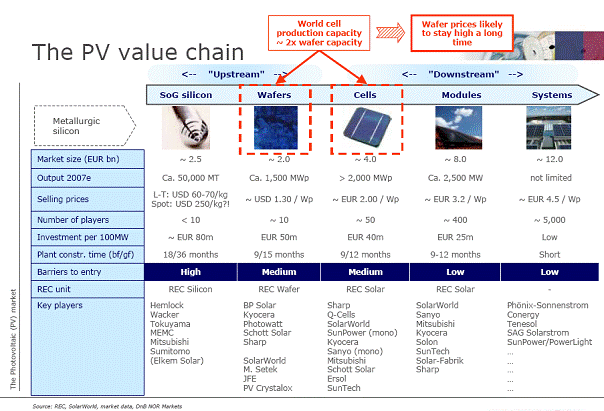 World cell
production capacity
~ 2x wafer capacity
Wafer prices likely
to stay high a long
time
The PV value chain
<-- "Upstream" -->
<-- "Downstream" -->
SoG silicon Wafers Cells Modules Systems
Metallurgic
silicon
Market size (EUR bn) ~ 2.5 ~ 2.0 ~ 4.0 ~ 8.0 ~ 12.0
Output 2007e Ca. 50,000 MT Ca. 1,500 MWp > 2,000 MWp Ca. 2,500 MW not limited
Selling prices L-T: USD 60-70/kg ~ USD 1.30 / Wp ~ EUR 2.00 / Wp ~ EUR 3.2 / Wp ~ EUR 4.5 / Wp
Spot: USD 250/kg?!
Number of players < 10 ~ 10 ~ 50 ~ 400 ~ 5,000
Investment per 100MW ~ EUR 80m EUR 50m EUR 40m EUR 25m Low
Plant constr. time (bf/gf) 18/36 months 9/15 months 9/12 months 9-12 months Short
Barriers to entry High Medium Medium Low Low
REC unit REC Silicon REC Wafer REC Solar REC Solar -
Key players Hemlock BP Solar Sharp SolarWorld Phönix-Sonnenstrom
Wacker Kyocera Q-Cells Sanyo Conergy
Tokuyama Photowatt SolarWorld Mitsubishi Tenesol
MEMC Schott Solar SunPower (mono) Kyocera SAG Solarstrom
Mitsubishi Sharp Kyocera Solon SunPower/PowerLight
Sumitomo Sanyo (mono) SunTech ...
(Elkem Solar) SolarWorld Mitsubishi Solar-Fabrik ...
M. Setek Schott Solar Sharp ...
JFE Ersol ... ...
PV Crystalox SunTech ... ...
The Photovoltaic (PV) market
Source: REC, SolarWorld, market data, DnB NOR Markets